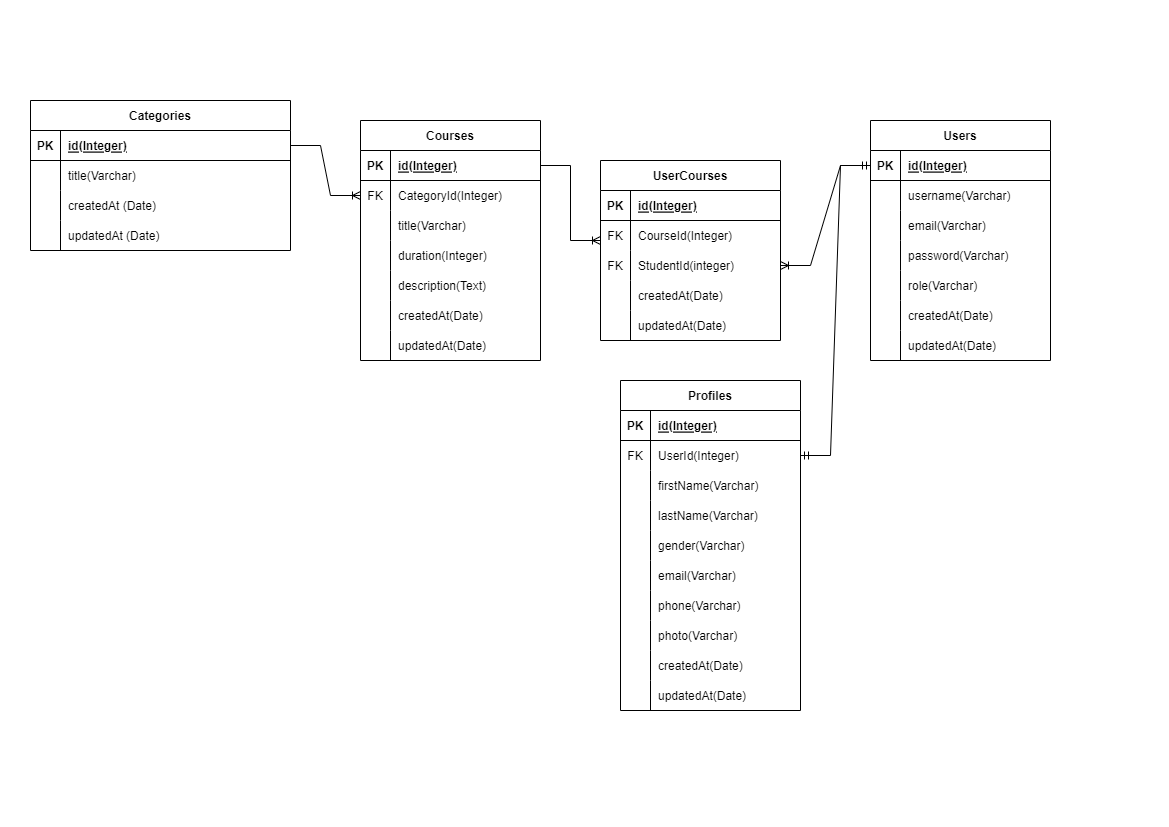 Categories
PK id(Integer)
title(Varchar)
createdAt (Date)
updatedAt (Date)
Courses
PK id(Integer)
FK CategoryId(Integer)
title(Varchar)
duration(Integer)
description(Text)
createdAt(Date)
updatedAt(Date)
UserCourses
PK id(Integer)
FK CourseId(Integer)
FK StudentId(integer)
createdAt(Date)
updatedAt(Date)
Users
PK id(Integer)
username(Varchar)
email(Varchar)
password(Varchar)
role(Varchar)
createdAt(Date)
updatedAt(Date)
Profiles
PK id(Integer)
FK UserId(Integer)
firstName(Varchar)
lastName(Varchar)
gender(Varchar)
email(Varchar)
phone(Varchar)
photo(Varchar)
createdAt(Date)
updatedAt(Date)